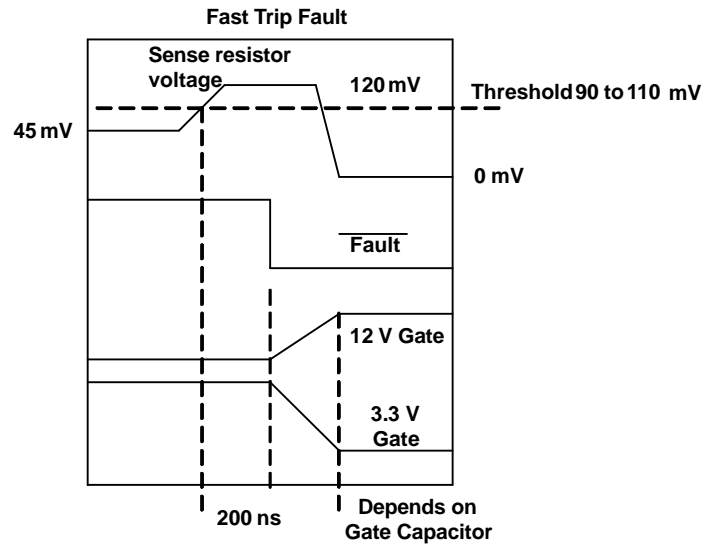 Fast Trip Fault
Sense resistor
voltage
120 mV
Threshold 90 to 110 mV
45 mV
0 mV
Fault
12 V Gate
3.3 V
Gate
200 ns
Depends on
Gate Capacitor